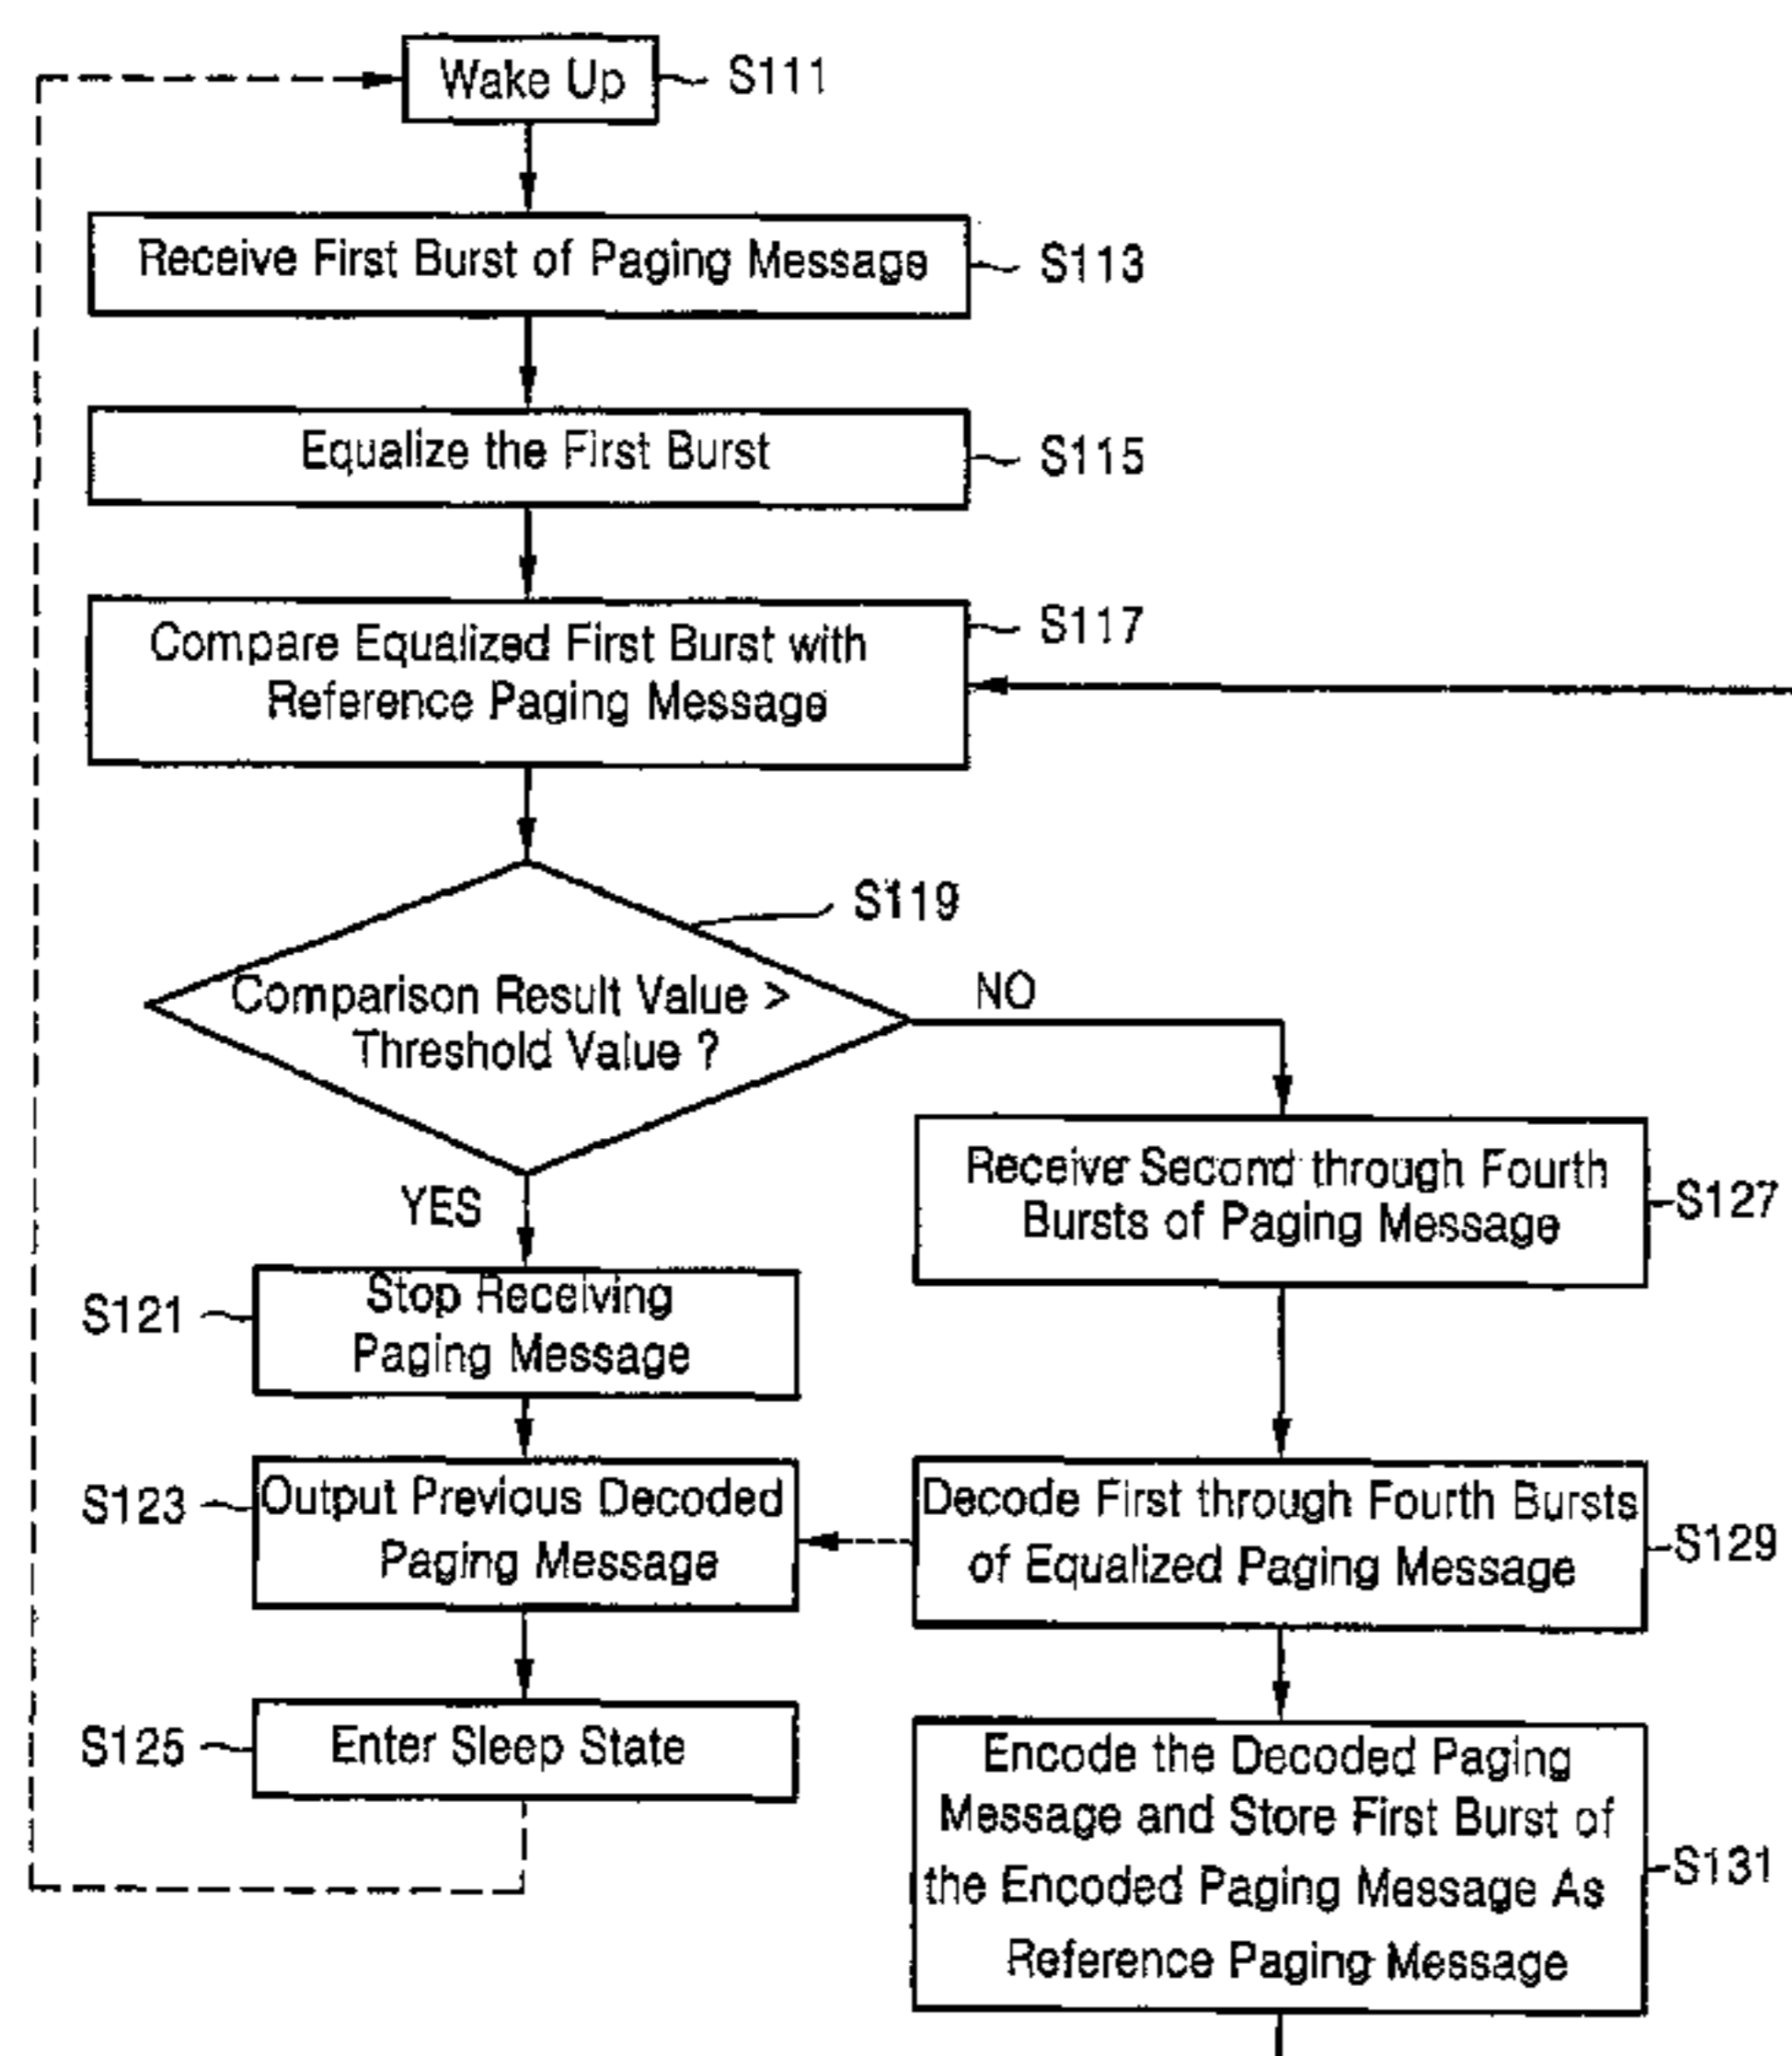 Wake Up
S111
Receive First Burst of Paging Message
S113
Equalize the First Burst
S115
Compare Equalized First Burst with
Reference Paging Message
S117
S119
Comparison Result Value >
Threshold Value ?
NO
YES
Receive Second through Fourth
Bursts of Paging Message
S127
S121
Stop Receiving
Paging Message
S123
Output Previous Decoded
Paging Message
Decode First through Fourth Bursts
of Equalized Paging Message
S129
S125
Enter Sleep State
Encode the Decoded Paging
Message and Store First Burst of
the Encoded Paging Message As
Reference Paging Message
S131